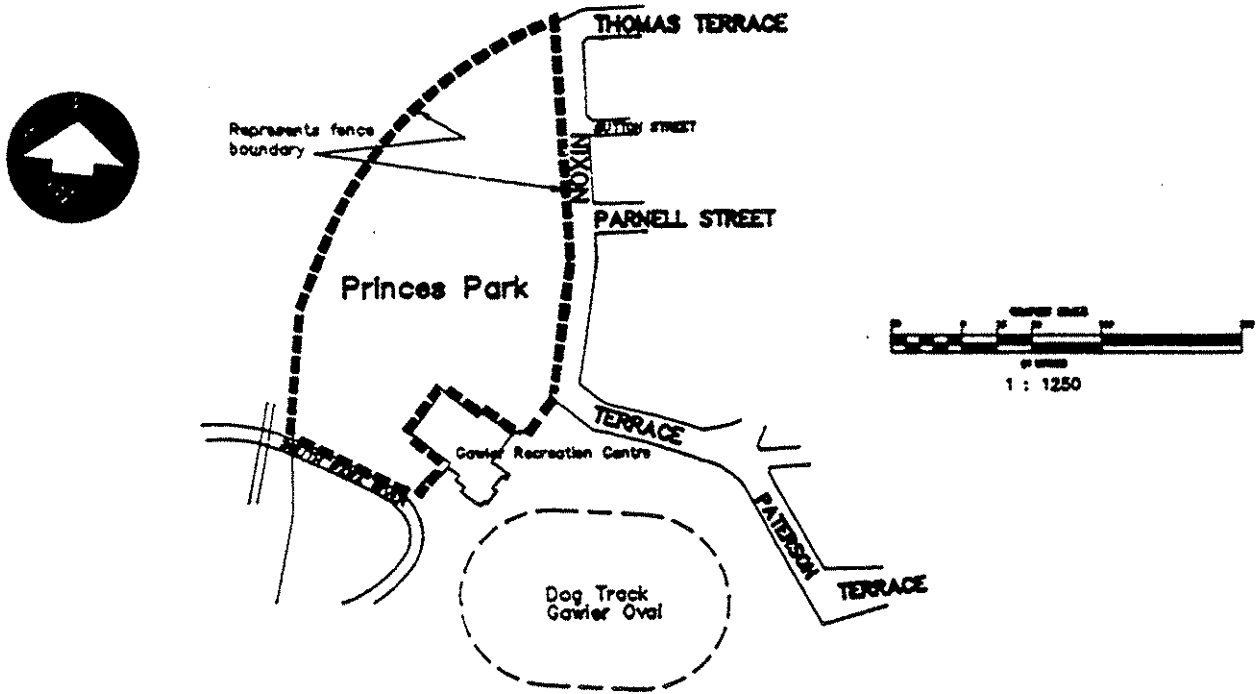 THOMAS TERRACE
Represents fence
boundary
SUTTON STREET
NIXON
PARNELL STREET
Princes Park
1 : 1250
TERRACE
Gawler Recreation Centre
PATERSON
TERRACE
Dog Track
Gawler Oval